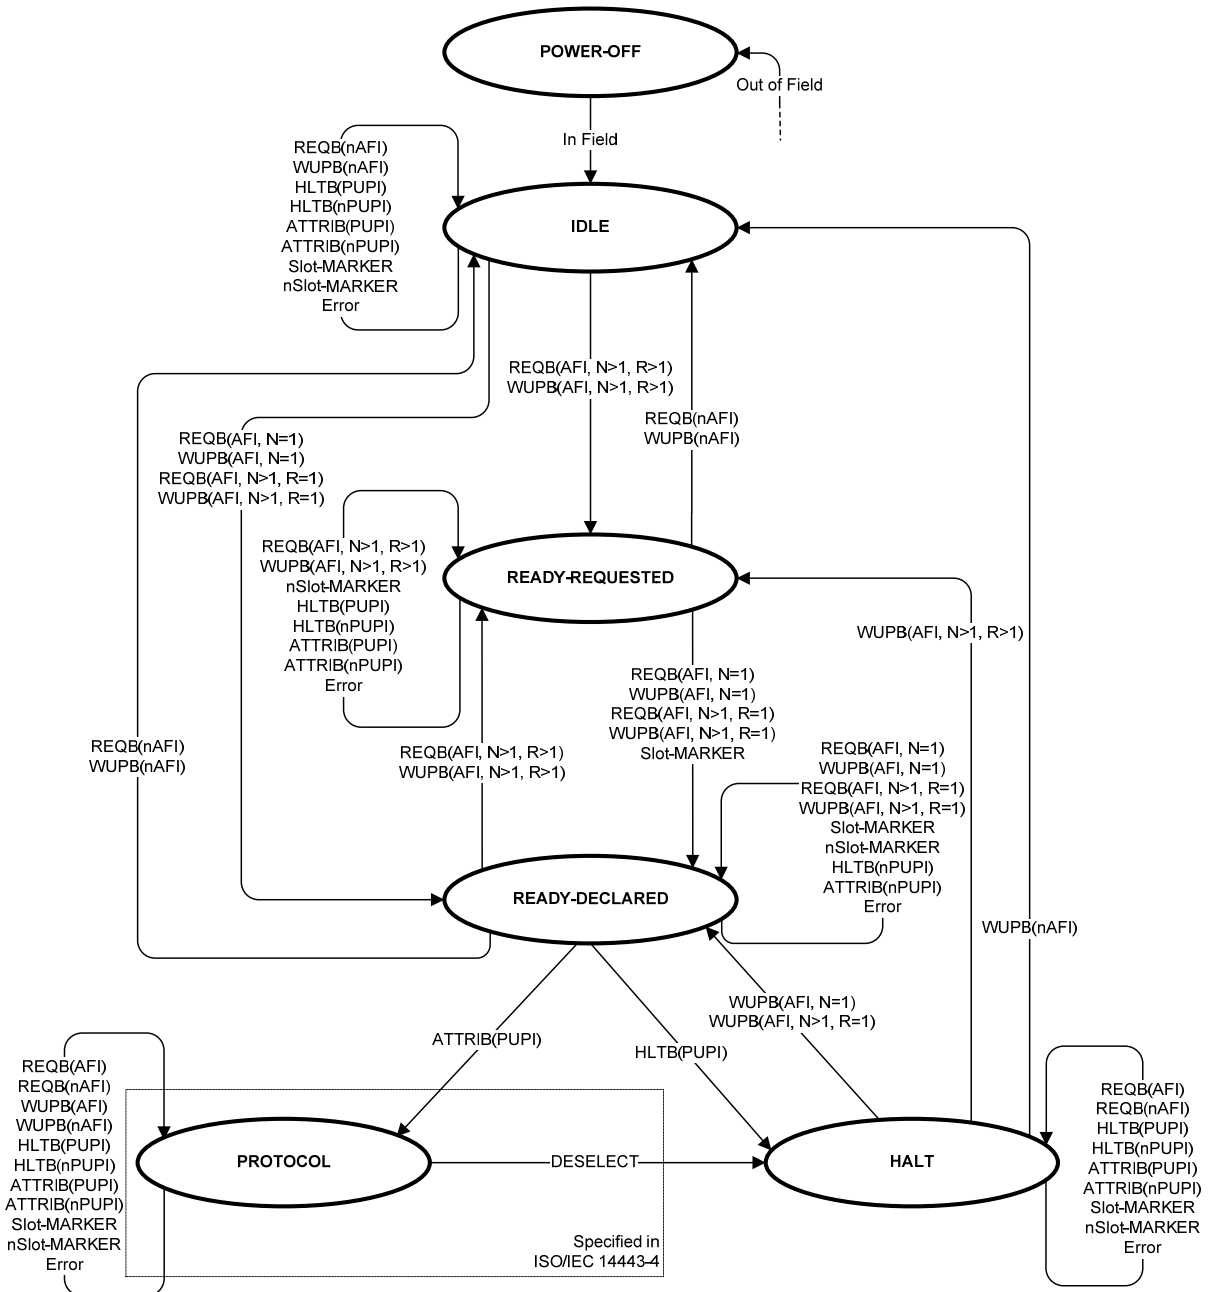 POWER-OFF
Out of Field
In Field
REQB(nAFI)
WUPB(nAFI)
HLTB(PUPI)
HLTB(nPUPI)
ATTRIB(PUPI)
ATTRIB(nPUPI)
Slot-MARKER
nSlot-MARKER
Error
IDLE
REQB(AFI, N>1, R>1)
WUPB(AFI, N>1, R>1)
REQB(nAFI)
WUPB(nAFI)
REQB(AFI, N=1)
WUPB(AFI, N=1)
REQB(AFI, N>1, R=1)
WUPB(AFI, N>1, R=1)
REQB(AFI, N>1, R>1)
WUPB(AFI, N>1, R>1)
nSlot-MARKER
HLTB(PUPI)
HLTB(nPUPI)
ATTRIB(PUPI)
ATTRIB(nPUPI)
Error
READY-REQUESTED
WUPB(AFI, N>1, R>1)
REQB(AFI, N=1)
WUPB(AFI, N=1)
REQB(AFI, N>1, R=1)
WUPB(AFI, N>1, R=1)
Slot-MARKER
REQB(nAFI)
WUPB(nAFI)
REQB(AFI, N>1, R>1)
WUPB(AFI, N>1, R>1)
REQB(AFI, N=1)
WUPB(AFI, N=1)
REQB(AFI, N>1, R=1)
WUPB(AFI, N>1, R=1)
Slot-MARKER
nSlot-MARKER
HLTB(nPUPI)
ATTRIB(nPUPI)
Error
READY-DECLARED
WUPB(nAFI)
WUPB(AFI, N=1)
WUPB(AFI, N>1, R=1)
ATTRIB(PUPI)
HLTB(PUPI)
REQB(AFI)
REQB(nAFI)
WUPB(AFI)
WUPB(nAFI)
HLTB(PUPI)
HLTB(nPUPI)
ATTRIB(PUPI)
ATTRIB(nPUPI)
Slot-MARKER
nSlot-MARKER
Error
PROTOCOL
DESELECT
HALT
REQB(AFI)
REQB(nAFI)
HLTB(PUPI)
HLTB(nPUPI)
ATTRIB(PUPI)
ATTRIB(nPUPI)
Slot-MARKER
nSlot-MARKER
Error
Specified in
ISO/IEC 14443-4